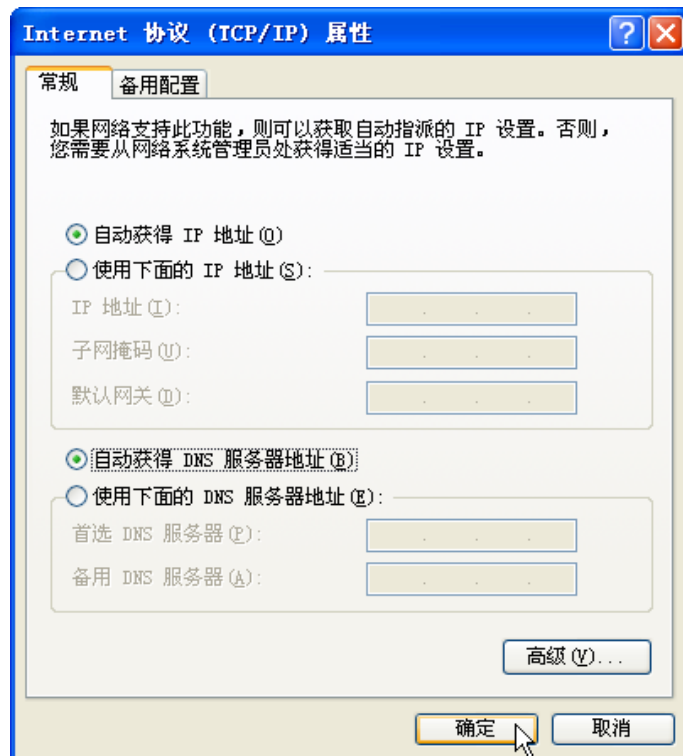 Internet 协议 (TCP/IP) 属性
常规 备用配置
如果网络支持此功能，则可以获取自动指派的 IP 设置。否则，
您需要从网络系统管理员处获得适当的 IP 设置。
自动获得 IP 地址(O)
使用下面的 IP 地址(S):
IP 地址(I):
子网掩码(U):
默认网关(D):
自动获得 DNS 服务器地址(B)
使用下面的 DNS 服务器地址(E):
首选 DNS 服务器(P):
备用 DNS 服务器(A):
高级(V)...
确定 取消